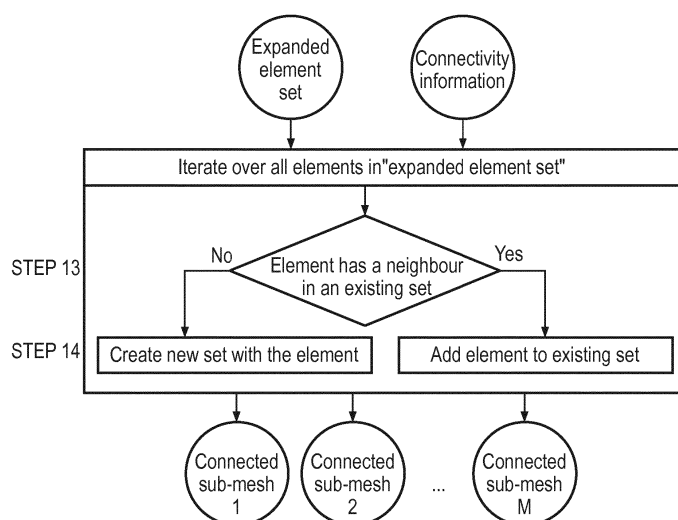 Expanded
element
set
Connectivity
information
Iterate over all elements in"expanded element set"
No
Yes
STEP 13
Element has a neighbour
in an existing set
STEP 14
Create new set with the element
Add element to existing set
Connected
sub-mesh
1
Connected
sub-mesh
2
...
Connected
sub-mesh
M